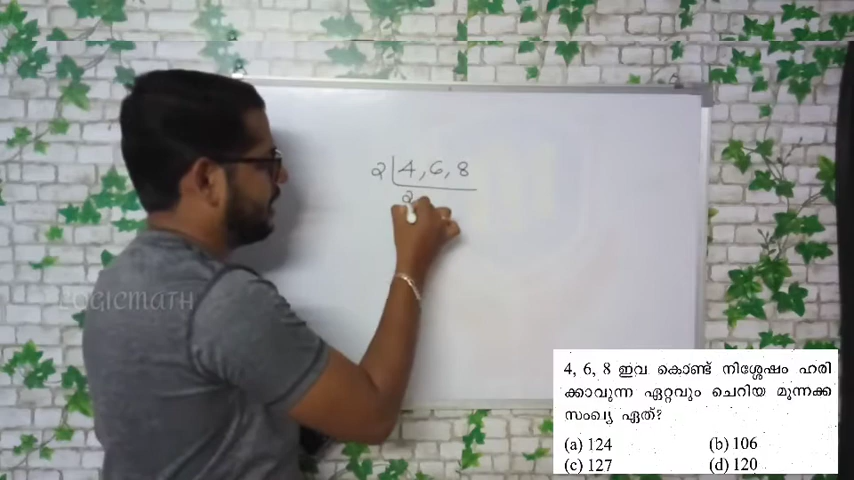 2 4, 6, 8
2
LOGICMATH
4, 6, 8 ഇവ കൊണ്ട് നിശ്ശേഷം ഹരി
ക്കാവുന്ന ഏറ്റവും ചെറിയ മൂന്നക്ക
സംഖ്യ ഏത്?
(a) 124 (b) 106
(c) 127 (d) 120